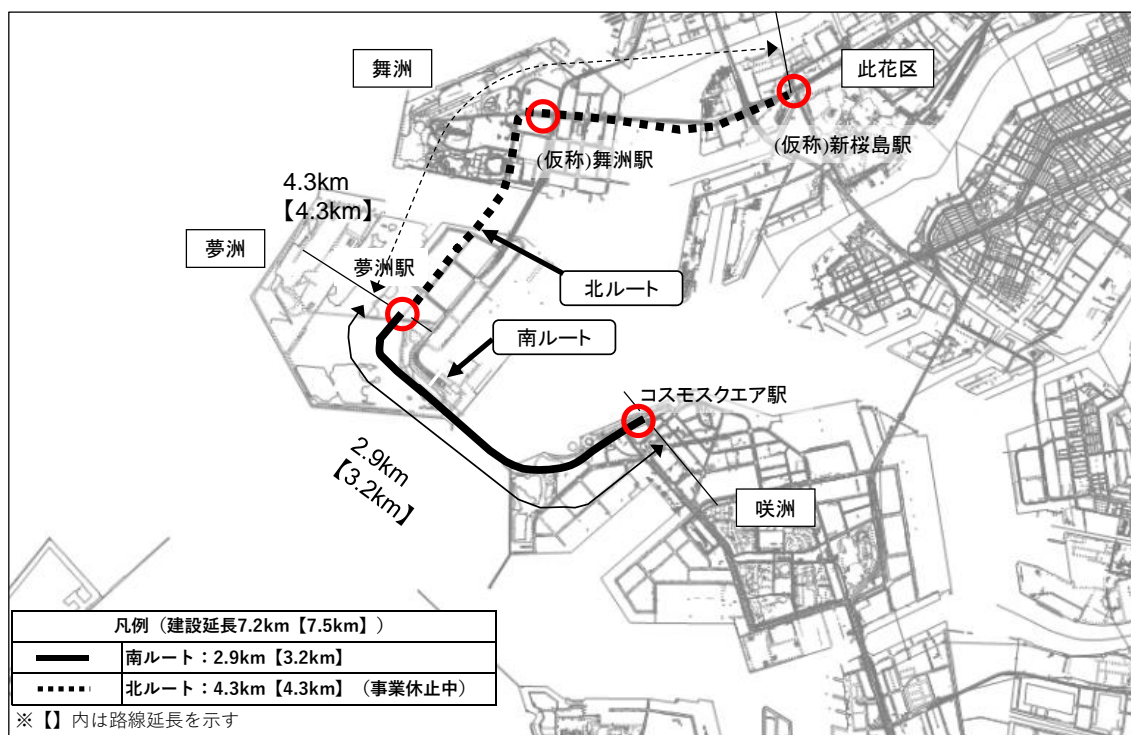 舞洲
此花区
(仮称)舞洲駅
(仮称)新桜島駅
4.3km
【4.3km】
夢洲
夢洲駅
北ルート
南ルート
コスモスクエア駅
2.9km
【3.2km】
咲洲
凡例（建設延長7.2km【7.5km】）
南ルート：2.9km【3.2km】
北ルート：4.3km【4.3km】（事業休止中）
※【】内は路線延長を示す